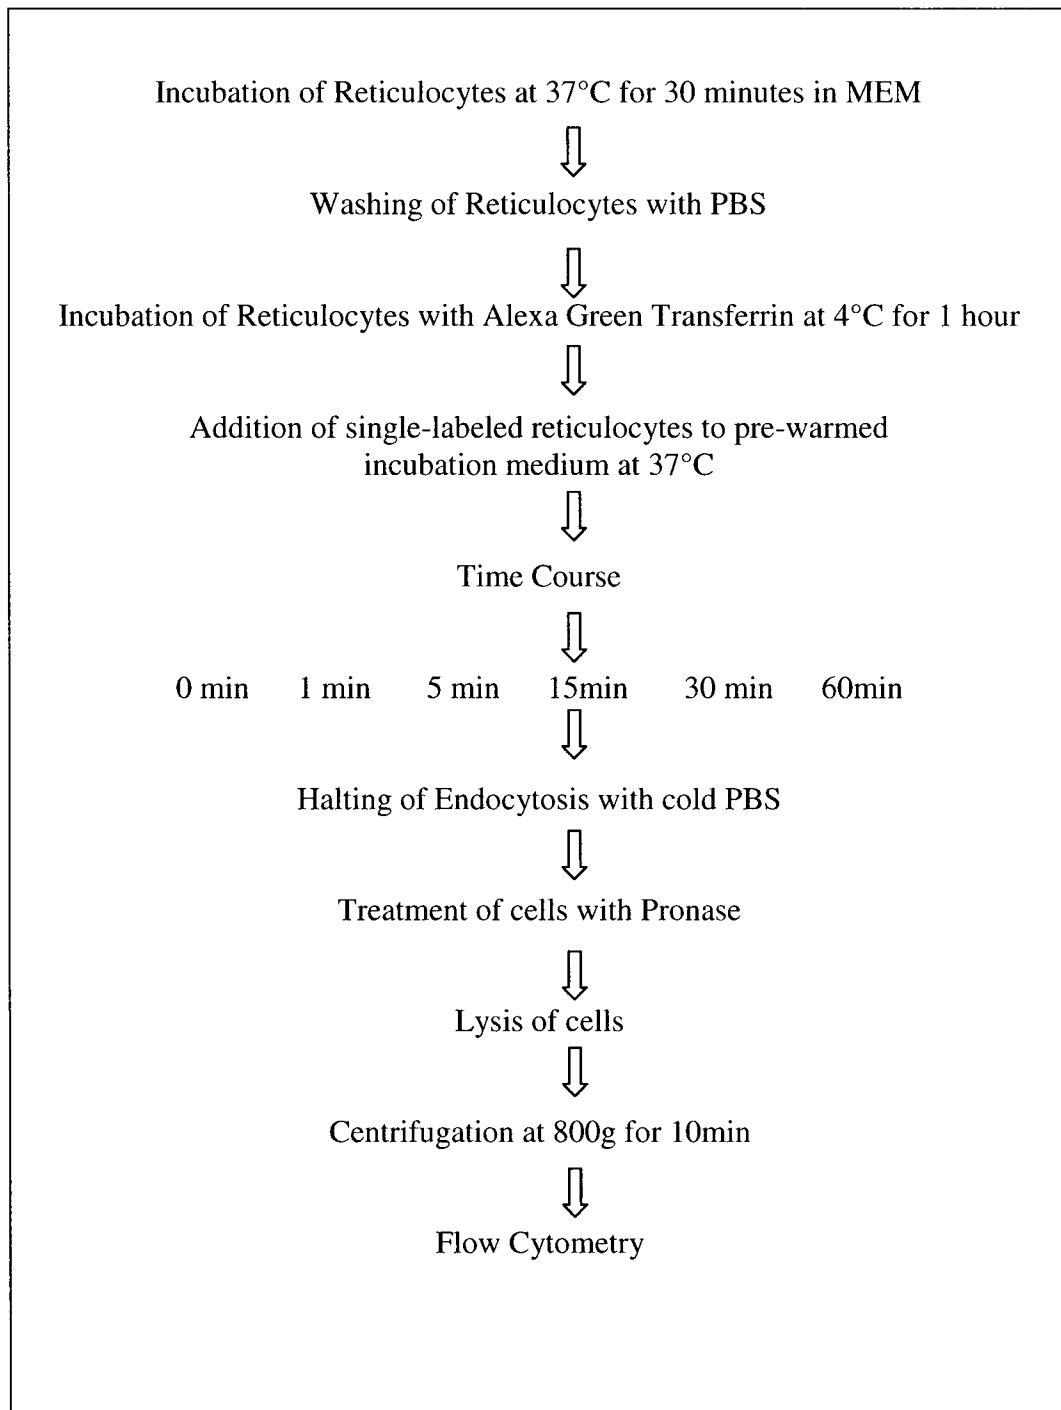 Incubation of Reticulocytes at 37°C for 30 minutes in MEM
Washing of Reticulocytes with PBS
Incubation of Reticulocytes with Alexa Green Transferrin at 4°C for 1 hour
Addition of single-labeled reticulocytes to pre-warmed
incubation medium at 37°C
Time Course
0 min 1 min 5 min 15min 30 min 60min
Halting of Endocytosis with cold PBS
Treatment of cells with Pronase
Lysis of cells
Centrifugation at 800g for 10min
Flow Cytometry